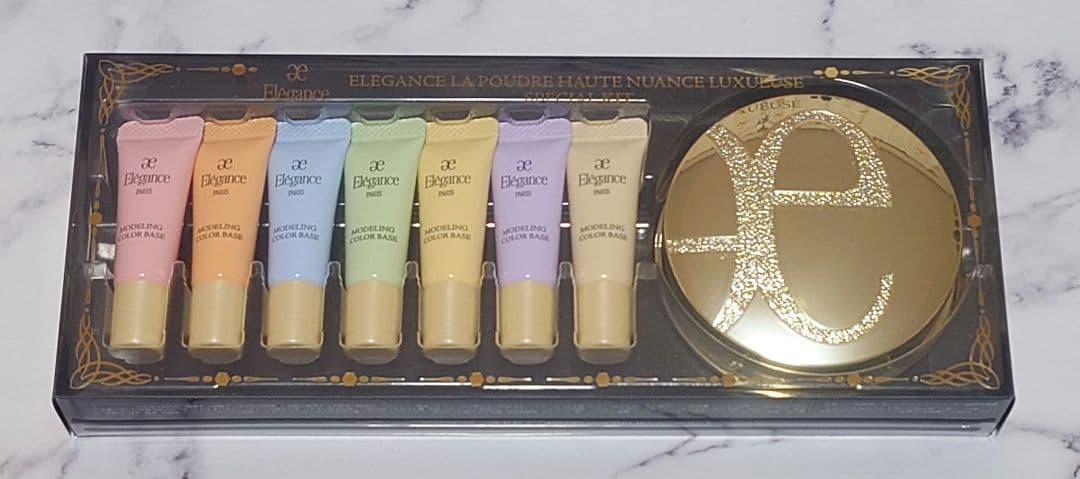 æ
Elégance
ELEGANCE LA POUDRE HAUTE NUANCE LUXUEUSE
SPECIAL KIT
æ
Elégance
PARIS
MODELING
COLOR BASE
æ
Elégance
PARIS
MODELING
COLOR BASE
æ
Elégance
PARIS
MODELING
COLOR BASE
æ
Elégance
PARIS
MODELING
COLOR BASE
æ
Elégance
PARIS
MODELING
COLOR BASE
æ
Elégance
PARIS
MODELING
COLOR BASE
æ
Elégance
PARIS
MODELING
COLOR BASE
æ